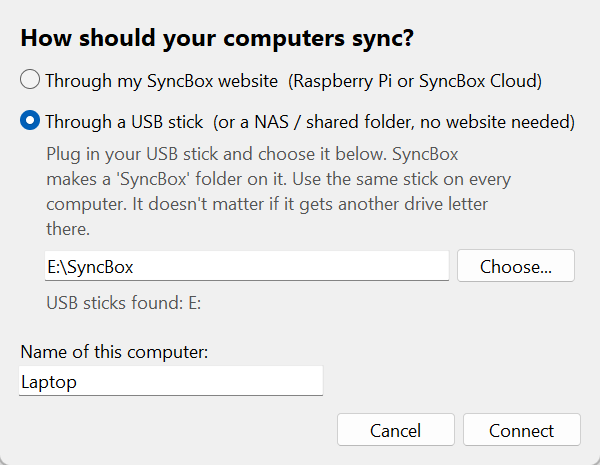 How should your computers sync?
Through my SyncBox website  (Raspberry Pi or SyncBox Cloud)
Through a USB stick  (or a NAS / shared folder, no website needed)
Plug in your USB stick and choose it below. SyncBox
makes a 'SyncBox' folder on it. Use the same stick on every
computer. It doesn't matter if it gets another drive letter
there.
E:\SyncBox
Choose...
USB sticks found: E:
Name of this computer:
Laptop
Cancel
Connect